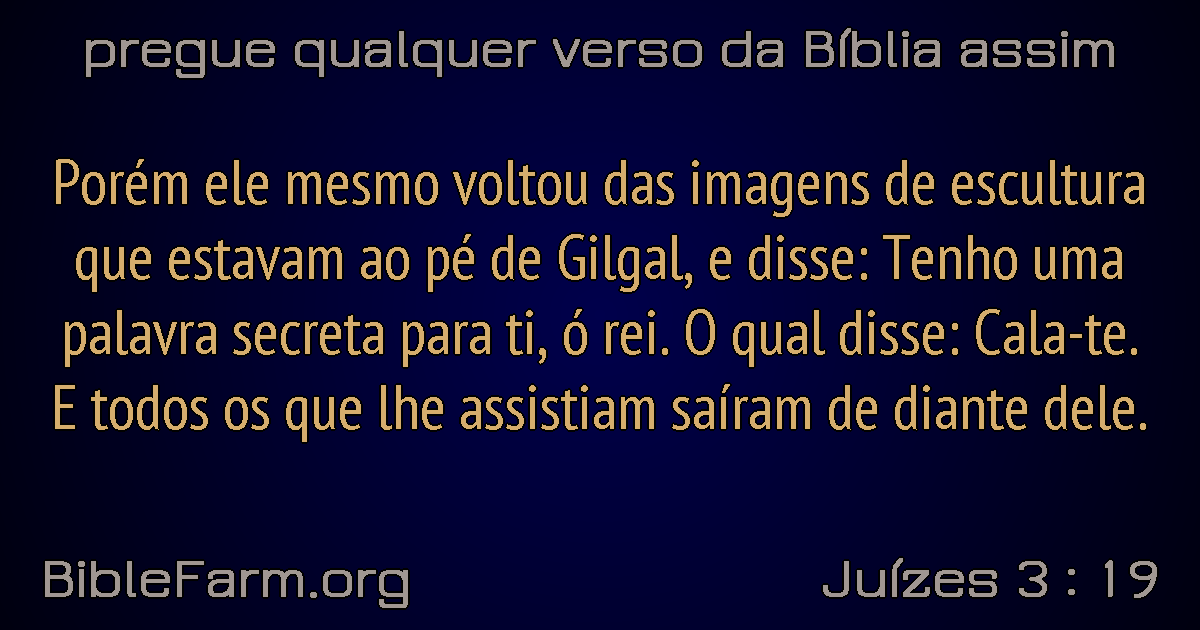 pregue qualquer verso da Bíblia assim
Porém ele mesmo voltou das imagens de escultura
que estavam ao pé de Gilgal, e disse: Tenho uma
palavra secreta para ti, ó rei. O qual disse: Cala-te.
E todos os que lhe assistiam saíram de diante dele.
BibleFarm.org
Juízes 3 : 19